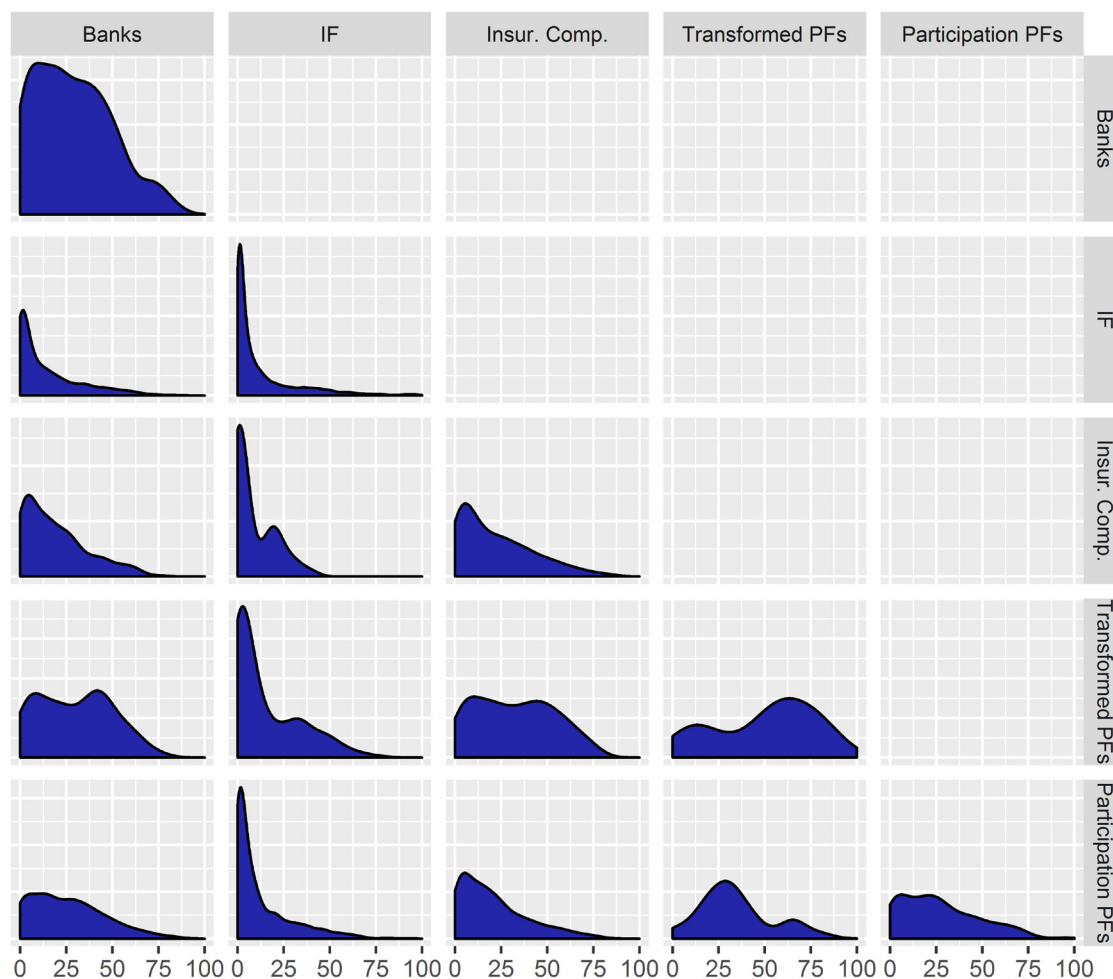 Banks IF Insur. Comp. Transformed PFs Participation PFs
Banks
IF
Insur. Comp.
Transformed PFs
Participation PFs
0 25 50 75 100 0 25 50 75 100 0 25 50 75 100 0 25 50 75 100 0 25 50 75 100